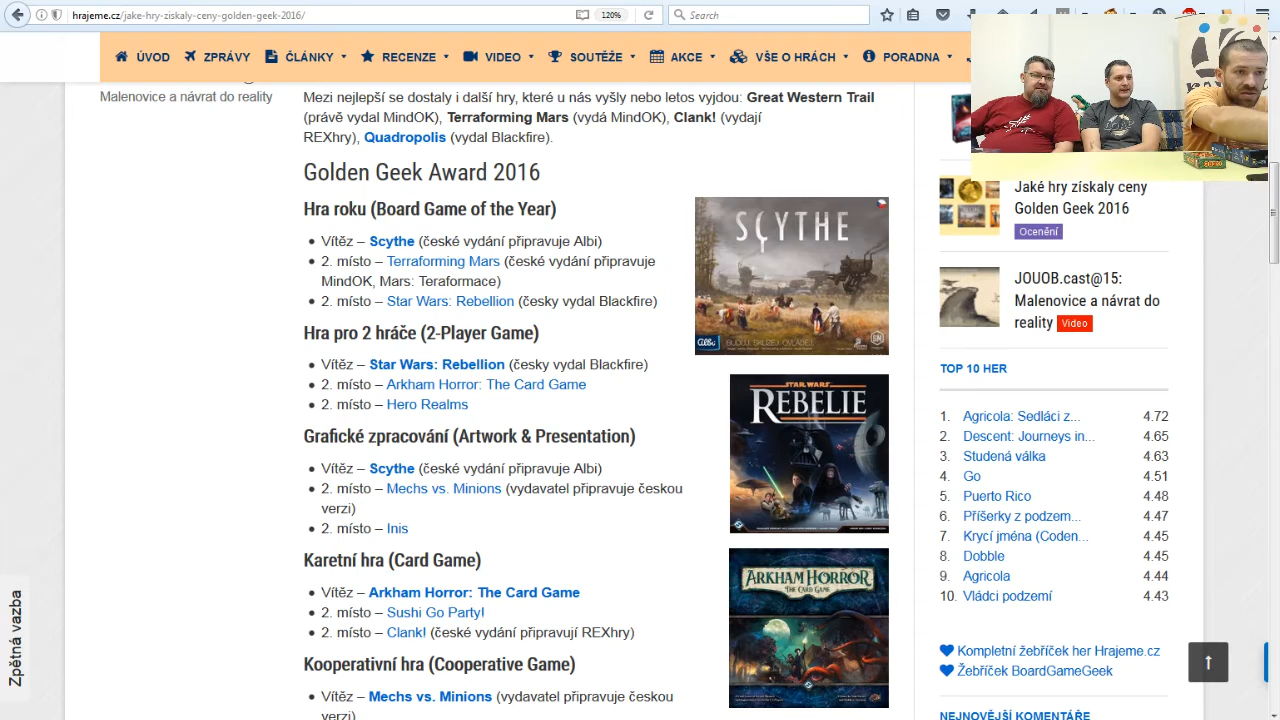 hrajeme.cz/jake-hry-ziskaly-ceny-golden-geek-2016/
120%
Search
ÚVOD
ZPRÁVY
ČLÁNKY
RECENZE
VIDEO
SOUTĚŽE
AKCE
VŠE O HRÁCH
PORADNA
Malenovice a návrat do reality
Mezi nejlepší se dostaly i další hry, které u nás vyšly nebo letos vyjdou: Great Western Trail
(právě vydal MindOK), Terraforming Mars (vydá MindOK), Clank! (vydají
REXhry), Quadropolis (vydal Blackfire).
Golden Geek Award 2016
Hra roku (Board Game of the Year)
• Vítěz – Scythe (české vydání připravuje Albi)
• 2. místo – Terraforming Mars (české vydání připravuje
MindOK, Mars: Teraformace)
• 2. místo – Star Wars: Rebellion (česky vydal Blackfire)
Hra pro 2 hráče (2-Player Game)
• Vítěz – Star Wars: Rebellion (česky vydal Blackfire)
• 2. místo – Arkham Horror: The Card Game
• 2. místo – Hero Realms
Grafické zpracování (Artwork & Presentation)
• Vítěz – Scythe (české vydání připravuje Albi)
• 2. místo – Mechs vs. Minions (vydavatel připravuje českou
verzi)
• 2. místo – Inis
Karetní hra (Card Game)
• Vítěz – Arkham Horror: The Card Game
• 2. místo – Sushi Go Party!
• 2. místo – Clank! (české vydání připravují REXhry)
Kooperativní hra (Cooperative Game)
• Vítěz – Mechs vs. Minions (vydavatel připravuje českou
verzi)
SCYTHE
Albi
BUDUJ, SKLÍZEJ, OVLÁDEJ.
STAR WARS
REBELIE
ARKHAM HORROR
THE CARD GAME
Jaké hry získaly ceny
Golden Geek 2016
Ocenění
JOUOB.cast@15:
Malenovice a návrat do
reality Video
TOP 10 HER
1. Agricola: Sedláci z... 4.72
2. Descent: Journeys in... 4.65
3. Studená válka 4.63
4. Go 4.51
5. Puerto Rico 4.48
6. Příšerky z podzem... 4.47
7. Krycí jména (Coden... 4.45
8. Dobble 4.45
9. Agricola 4.44
10. Vládci podzemí 4.43
Kompletní žebříček her Hrajeme.cz
Žebříček BoardGameGeek
NEJNOVĚJŠÍ KOMENTÁŘE
Zpětná vazba